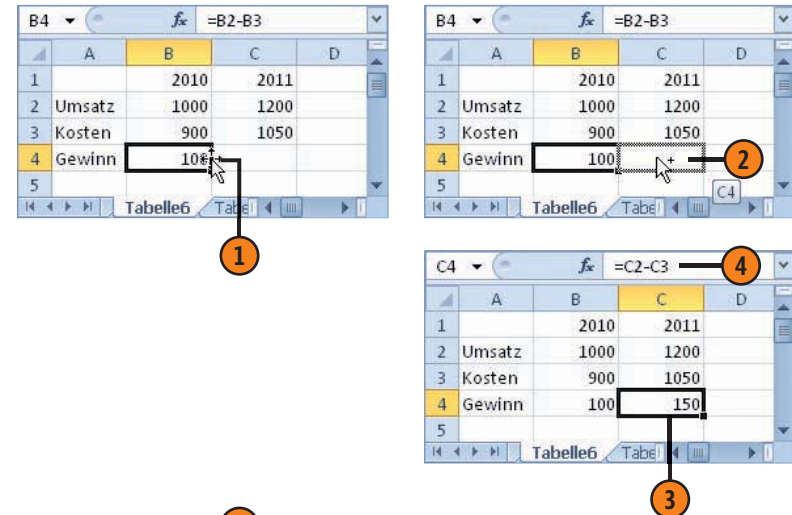 B4 fx =B2-B3
A B C D
1 2010 2011
2 Umsatz 1000 1200
3 Kosten 900 1050
4 Gewinn
5
Tabelle6
1
B4 fx =B2-B3
A B C D
1 2010 2011
2 Umsatz 1000 1200
3 Kosten 900 1050
4 Gewinn 100 2
5 C4
Tabelle6
C4 fx =C2-C3 4
A B C D
1 2010 2011
2 Umsatz 1000 1200
3 Kosten 900 1050
4 Gewinn 100 150
5
Tabelle6
3